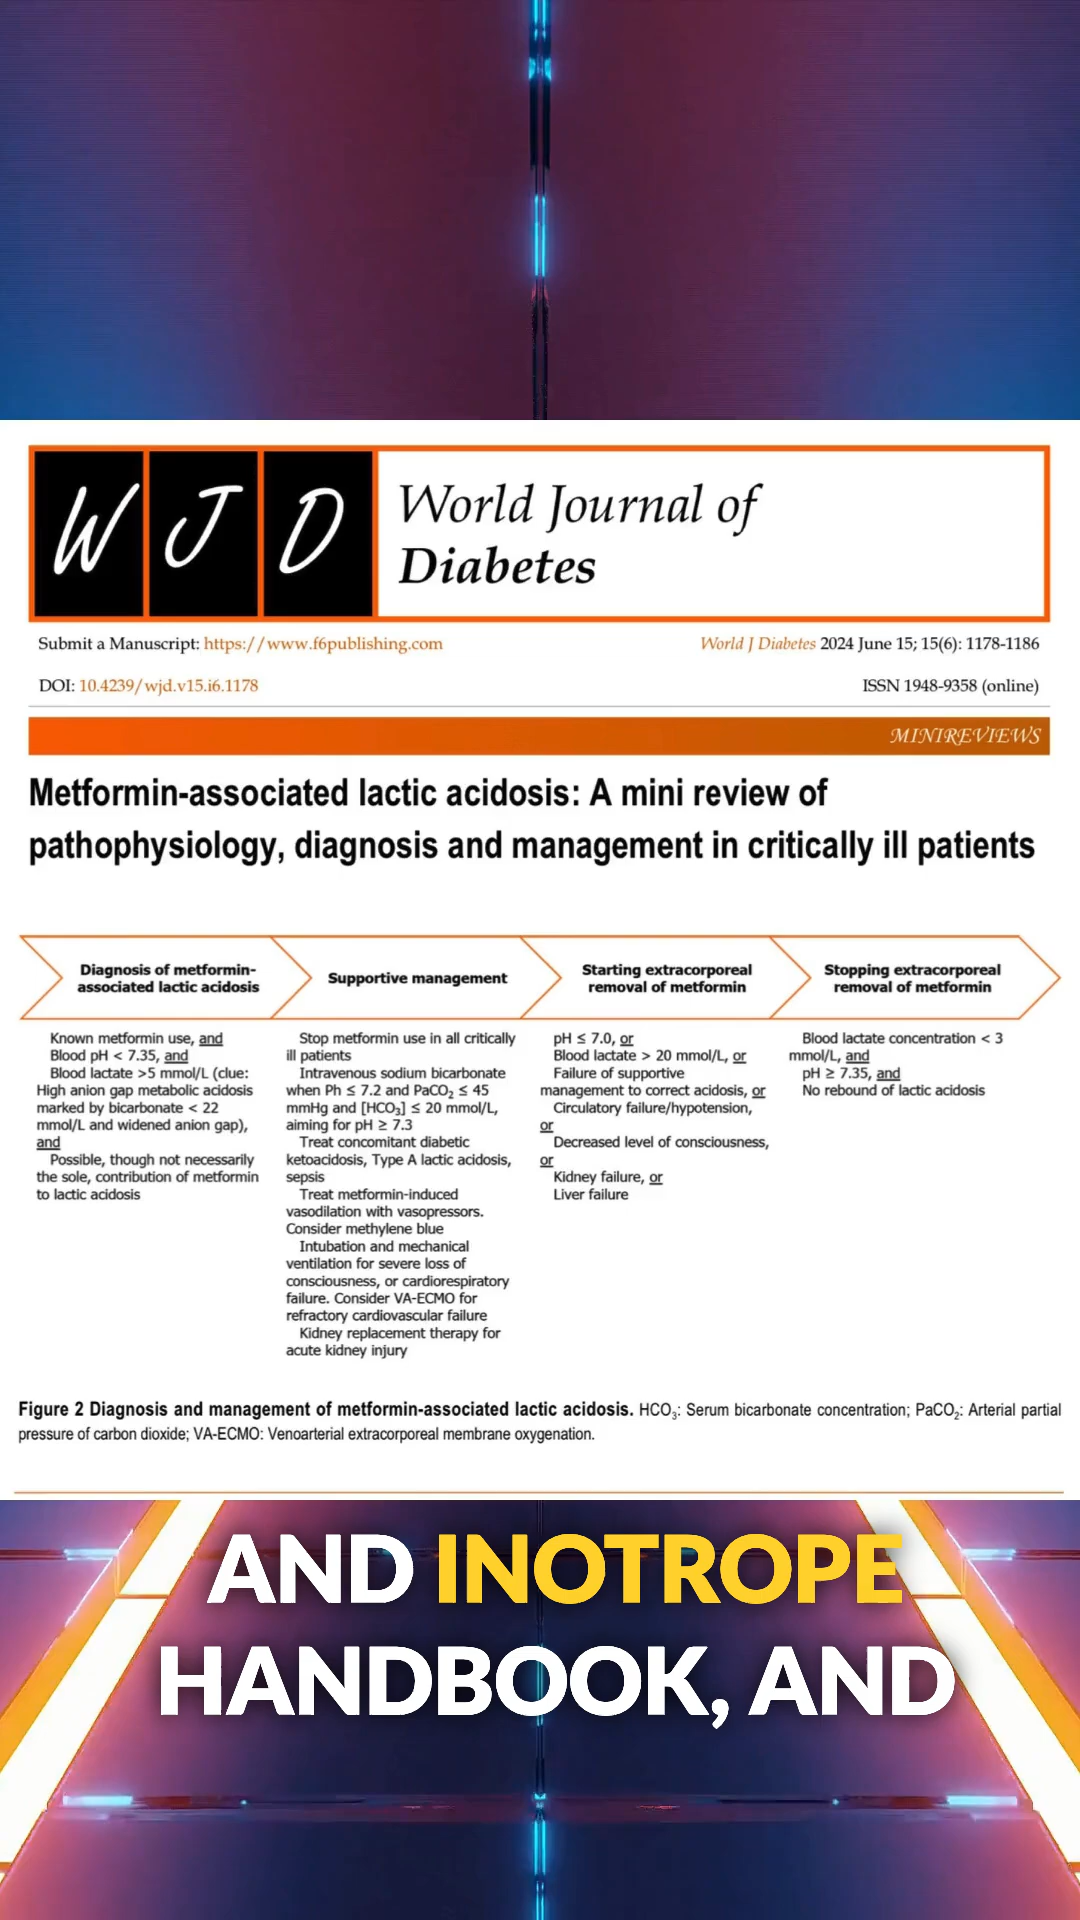 WJD
World Journal of
Diabetes
Submit a Manuscript: https://www.f6publishing.com
World J Diabetes 2024 June 15; 15(6): 1178-1186
DOI: 10.4239/wjd.v15.i6.1178
ISSN 1948-9358 (online)
MINIREVIEWS
Metformin-associated lactic acidosis: A mini review of
pathophysiology, diagnosis and management in critically ill patients
Diagnosis of metformin-
associated lactic acidosis
Known metformin use, and
Blood pH < 7.35, and
Blood lactate >5 mmol/L (clue:
High anion gap metabolic acidosis
marked by bicarbonate < 22
mmol/L and widened anion gap),
and
Possible, though not necessarily
the sole, contribution of metformin
to lactic acidosis
Supportive management
Stop metformin use in all critically
ill patients
Intravenous sodium bicarbonate
when Ph ≤ 7.2 and PaCO₂ ≤ 45
mmHg and [HCO₃] ≤ 20 mmol/L,
aiming for pH ≥ 7.3
Treat concomitant diabetic
ketoacidosis, Type A lactic acidosis,
sepsis
Treat metformin-induced
vasodilation with vasopressors.
Consider methylene blue
Intubation and mechanical
ventilation for severe loss of
consciousness, or cardiorespiratory
failure. Consider VA-ECMO for
refractory cardiovascular failure
Kidney replacement therapy for
acute kidney injury
Starting extracorporeal
removal of metformin
pH ≤ 7.0, or
Blood lactate > 20 mmol/L, or
Failure of supportive
management to correct acidosis, or
Circulatory failure/hypotension,
or
Decreased level of consciousness,
or
Kidney failure, or
Liver failure
Stopping extracorporeal
removal of metformin
Blood lactate concentration < 3
mmol/L, and
pH ≥ 7.35, and
No rebound of lactic acidosis
Figure 2 Diagnosis and management of metformin-associated lactic acidosis. HCO₃: Serum bicarbonate concentration; PaCO₂: Arterial partial
pressure of carbon dioxide; VA-ECMO: Venoarterial extracorporeal membrane oxygenation.
AND INOTROPE
HANDBOOK, AND